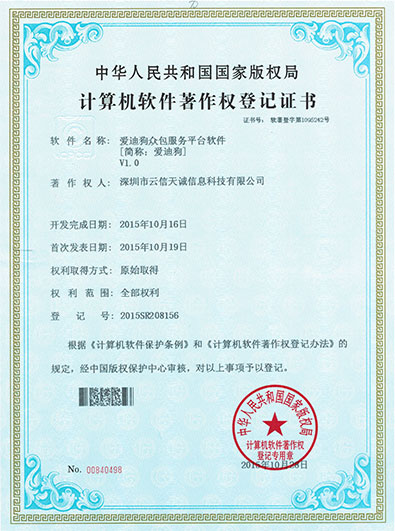 中华人民共和国国家版权局
计算机软件著作权登记证书
证书号: 软著登字第1095242号
软件名称: 爱迪狗众包服务平台软件
[简称:爱迪狗]
V1.0
著作权人: 深圳市云信天诚信息科技有限公司
开发完成日期: 2015年10月16日
首次发表日期: 2015年10月19日
权利取得方式: 原始取得
权利范围: 全部权利
登记号: 2015SR208156
根据《计算机软件保护条例》和《计算机软件著作权登记办法》的
规定,经中国版权保护中心审核,对以上事项予以登记。
中华人民共和国国家版权局
计算机软件著作权
登记专用章
No. 00840498
2015年10月28日